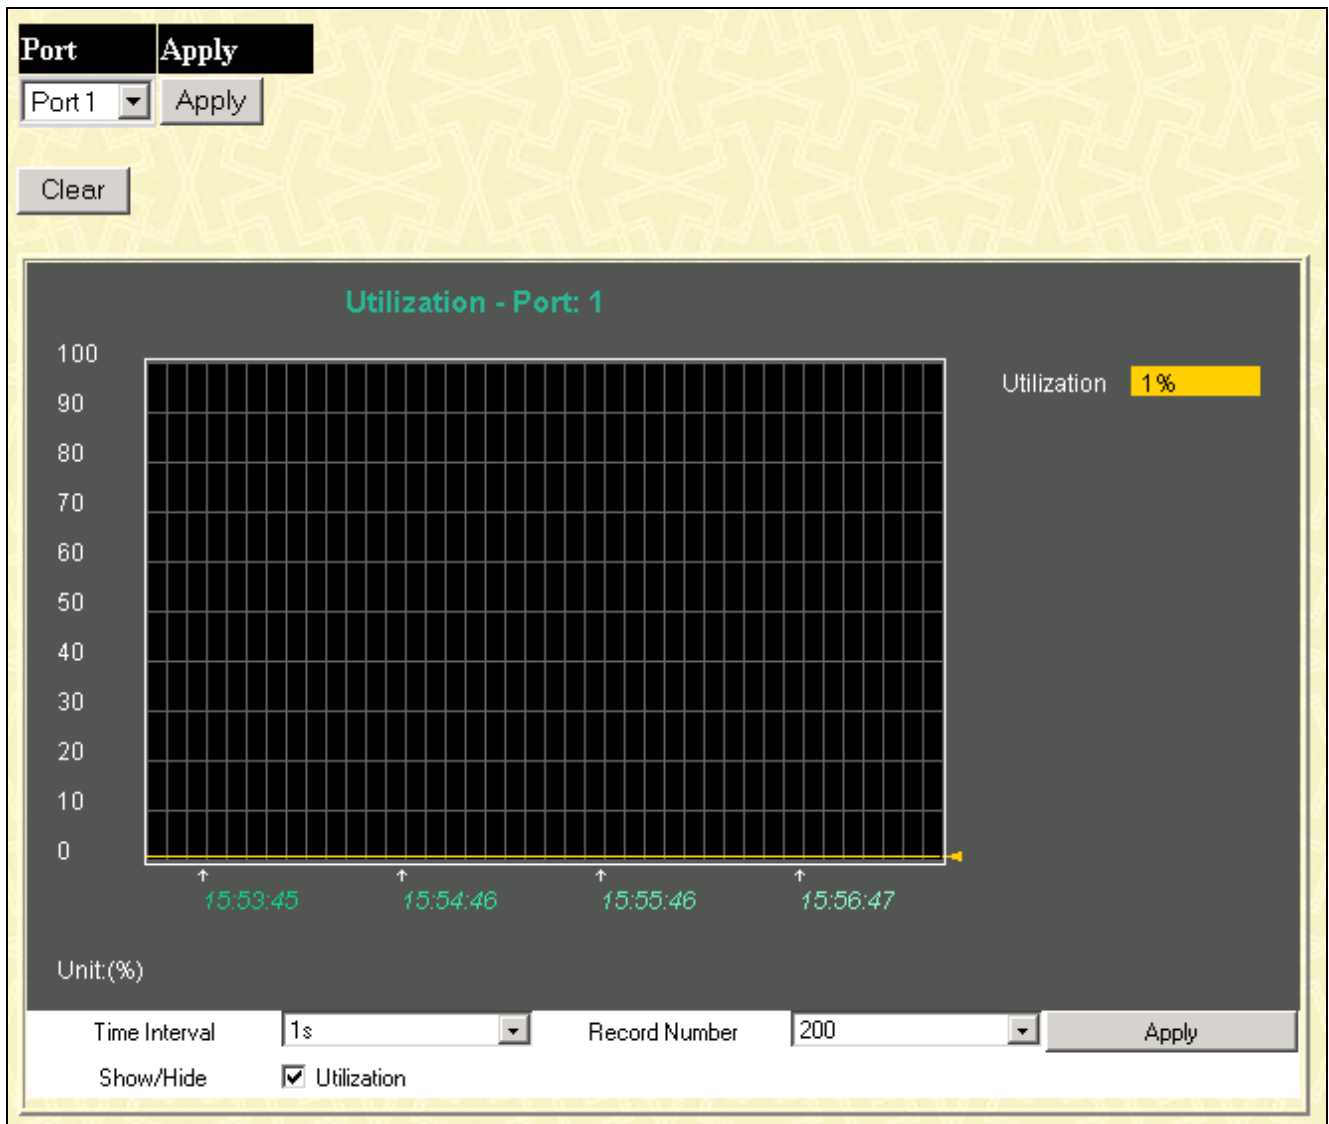 Port Apply
Port 1 Apply
Clear
Utilization - Port: 1
100
Utilization 1%
90
80
70
60
50
40
30
20
10
0
15:53:45 15:54:46 15:55:46 15:56:47
Unit:(%)
Time Interval 1s Record Number 200 Apply
Show/Hide Utilization